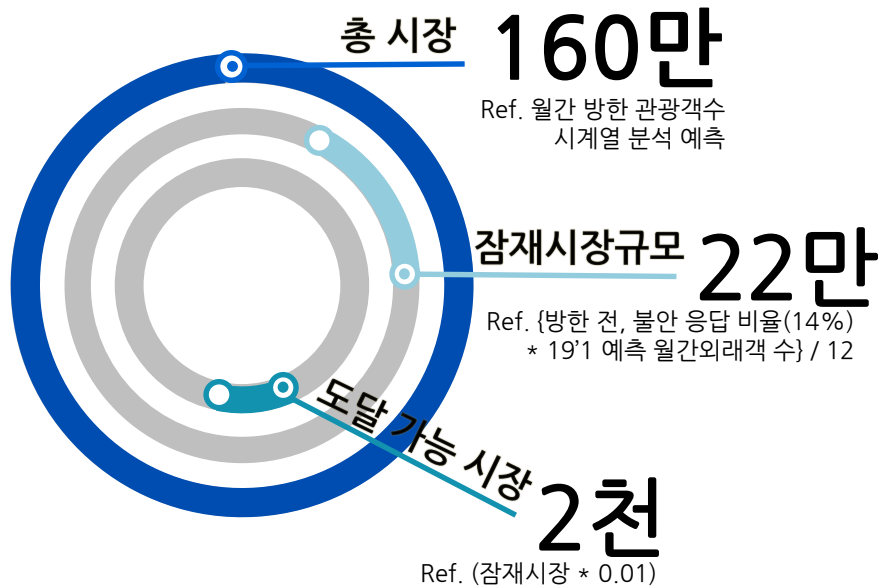 총 시장
160만
Ref. 월간 방한 관광객수
시계열 분석 예측
잠재시장규모
22만
Ref. {방한 전, 불안 응답 비율(14%)
* 19’1 예측 월간외래객 수} / 12
도달 가능 시장
2천
Ref. (잠재시장 * 0.01)